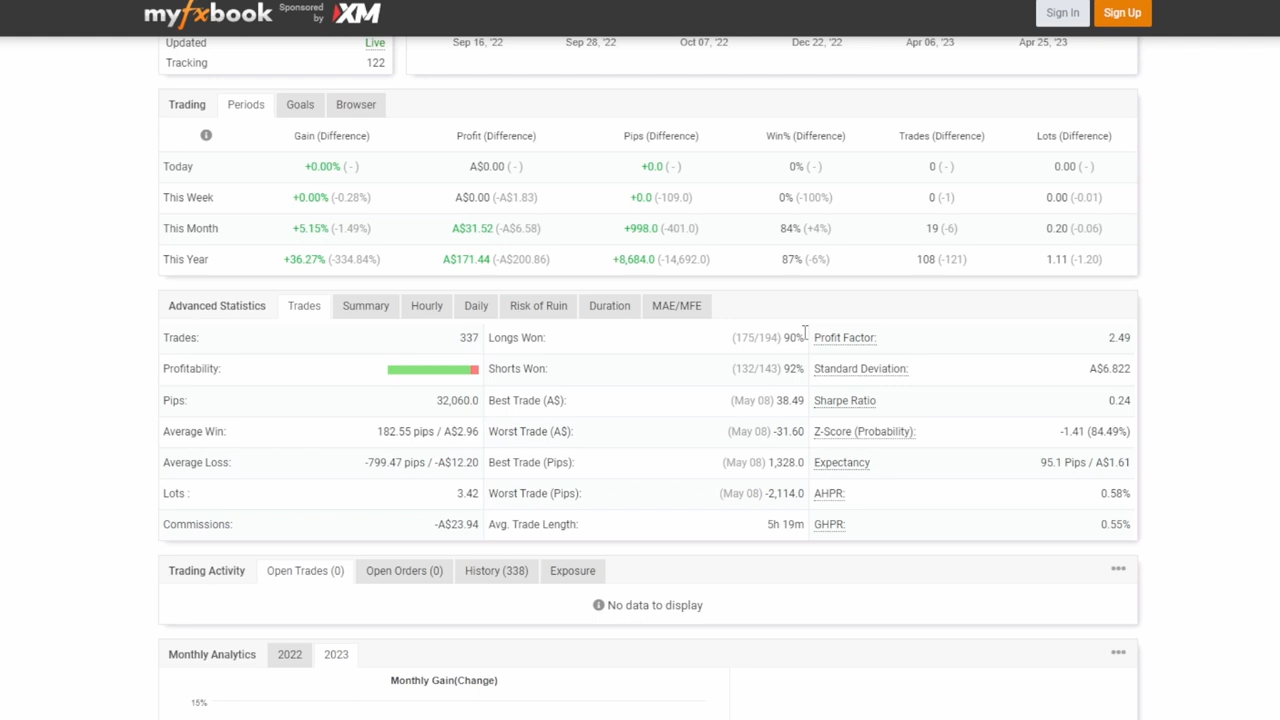 myfxbook Sponsored by XM Sign In Sign Up
Updated Live Sep 16, '22 Sep 28, '22 Oct 07, '22 Dec 22, '22 Apr 06, '23 Apr 25, '23
Tracking 122
Trading Periods Goals Browser
Gain (Difference) Profit (Difference) Pips (Difference) Win% (Difference) Trades (Difference) Lots (Difference)
Today +0.00% ( - ) A$0.00 ( - ) +0.0 ( - ) 0% ( - ) 0 ( - ) 0.00 ( - )
This Week +0.00% (-0.28%) A$0.00 (-A$1.83) +0.0 (-109.0) 0% (-100%) 0 (-1) 0.00 (-0.01)
This Month +5.15% (-1.49%) A$31.52 (-A$6.58) +998.0 (-401.0) 84% (+4%) 19 (-6) 0.20 (-0.06)
This Year +36.27% (-334.84%) A$171.44 (-A$200.86) +8,684.0 (-14,692.0) 87% (-6%) 108 (-121) 1.11 (-1.20)
Advanced Statistics Trades Summary Hourly Daily Risk of Ruin Duration MAE/MFE
Trades: 337 Longs Won: (175/194) 90% Profit Factor: 2.49
Profitability: Shorts Won: (132/143) 92% Standard Deviation: A$6.822
Pips: 32,060.0 Best Trade (A$): (May 08) 38.49 Sharpe Ratio 0.24
Average Win: 182.55 pips / A$2.96 Worst Trade (A$): (May 08) -31.60 Z-Score (Probability): -1.41 (84.49%)
Average Loss: -799.47 pips / -A$12.20 Best Trade (Pips): (May 08) 1,328.0 Expectancy 95.1 Pips / A$1.61
Lots : 3.42 Worst Trade (Pips): (May 08) -2,114.0 AHPR: 0.58%
Commissions: -A$23.94 Avg. Trade Length: 5h 19m GHPR: 0.55%
Trading Activity Open Trades (0) Open Orders (0) History (338) Exposure
No data to display
Monthly Analytics 2022 2023
Monthly Gain(Change)
15%